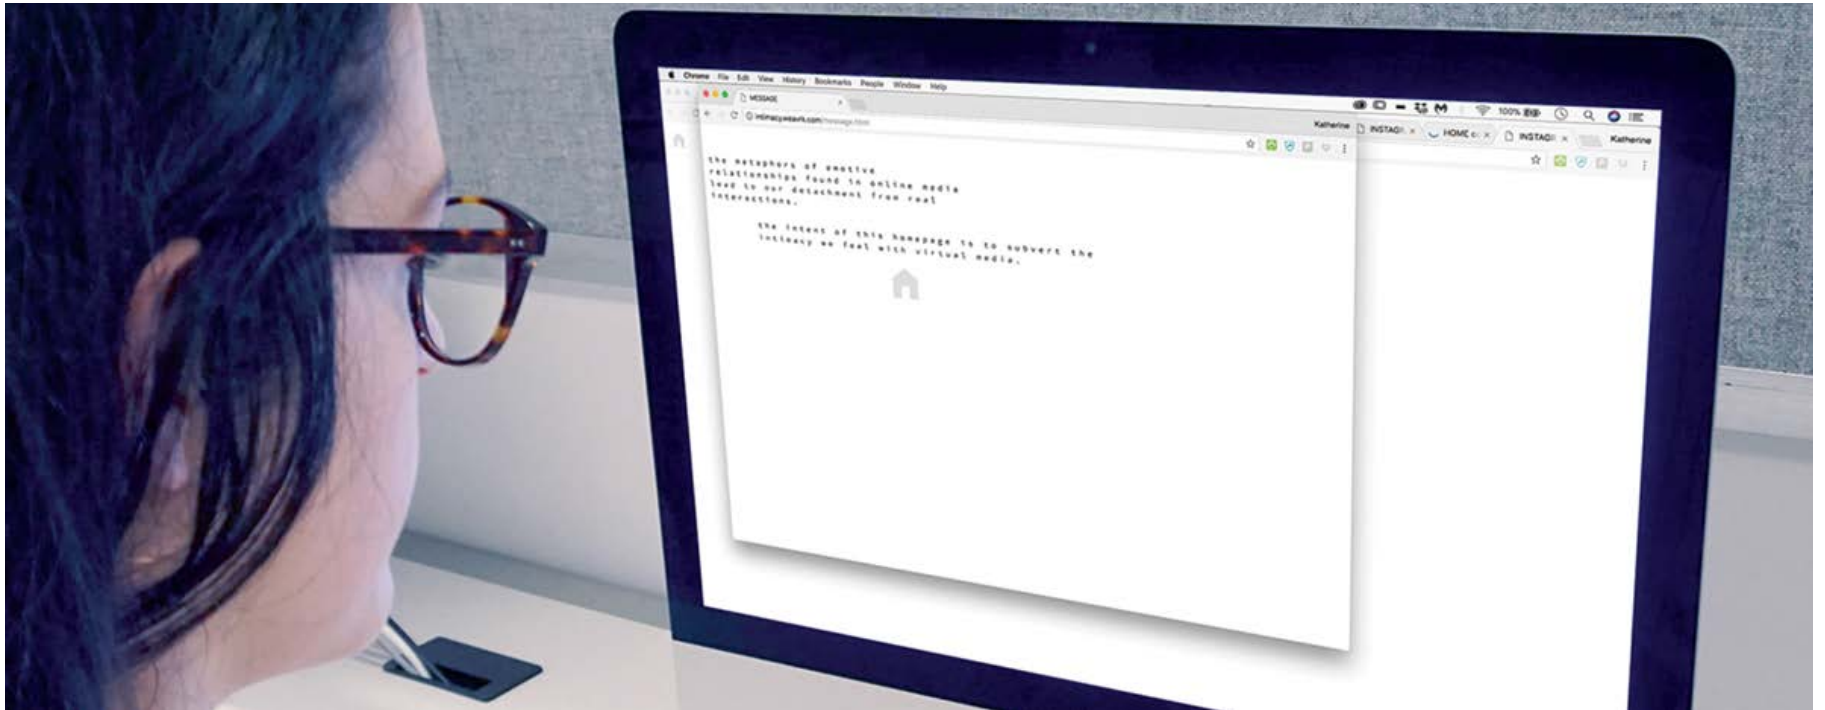 Chrome File Edit View History Bookmarks People Window Help
100%
MESSAGE
Katherine
INSTAGR
HOME
INSTAGR
Katherine
intimacy.weavrk.com/message.html
the metaphors of emotive
relationships found in online media
lead to our detachment from real
interactions.
the intent of this homepage is to subvert the
intimacy we feel with virtual media.